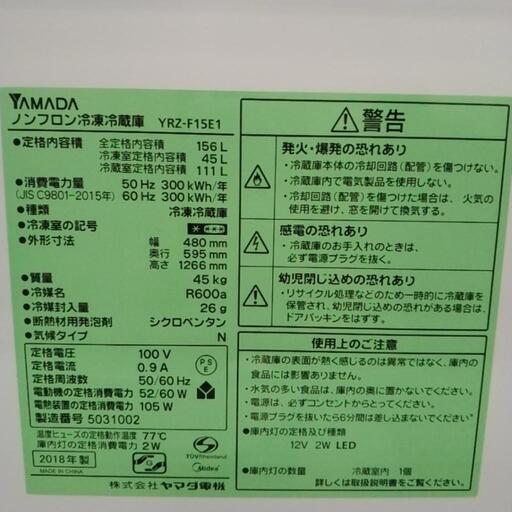 YAMADA
ノンフロン冷凍冷蔵庫 YRZ-F15E1
●定格内容積 全定格内容積 156 L
冷凍室定格内容積 45 L
冷蔵室定格内容積 111 L
●消費電力量 50 Hz 300 kWh/年
(JIS C9801-2015年) 60 Hz 300 kWh/年
●種類 冷凍冷蔵庫
●冷凍室の記号
●外形寸法 幅 480 mm
奥行 595 mm
高さ 1266 mm
●質量 45 kg
●冷媒名 R600a
●冷媒封入量 26 g
●断熱材用発泡剤 シクロペンタン
●気候タイプ N
定格電圧 100 V
定格電流 0.9 A
定格周波数 50/60 Hz
電動機の定格消費電力 52/60 W
電熱装置の定格消費電力 105 W
製造番号 5031002
PSE
温度ヒューズの定格動作温度 77℃
庫内灯の定格消費電力 2W
2018年製
MADE IN CHINA
TÜVRheinland
Midea
株式会社 ヤマダ電機
警告
発火・爆発の恐れあり
・冷蔵庫本体の冷却回路(配管)を傷つけない。
・冷蔵庫内で電気製品を使用しない。
・冷却回路(配管)を傷つけた場合は、火気の
使用を避け、窓を開けて換気する。
感電の恐れあり
・冷蔵庫のお手入れのときは、
必ず電源プラグを抜く。
幼児閉じ込めの恐れあり
・リサイクル処理などのため一時的に冷蔵庫を
保管され、幼児閉じ込めが懸念される場合は、
ドアパッキンをはずす。
使用上のご注意
・冷蔵庫の表面が熱く感じるのは異常ではなく、庫内の
食品には影響がございません。
・水気の多い食品は、庫内の奥に置かないでください。
・電源は、必ずコンセントからとってください。
・電源プラグを抜いたら6分間は差し込まないでください。
●庫内灯の定格及び種類
12V 2W LED
●庫内灯の数量 冷蔵室内 1個
詳しくは取扱説明書をご覧ください。